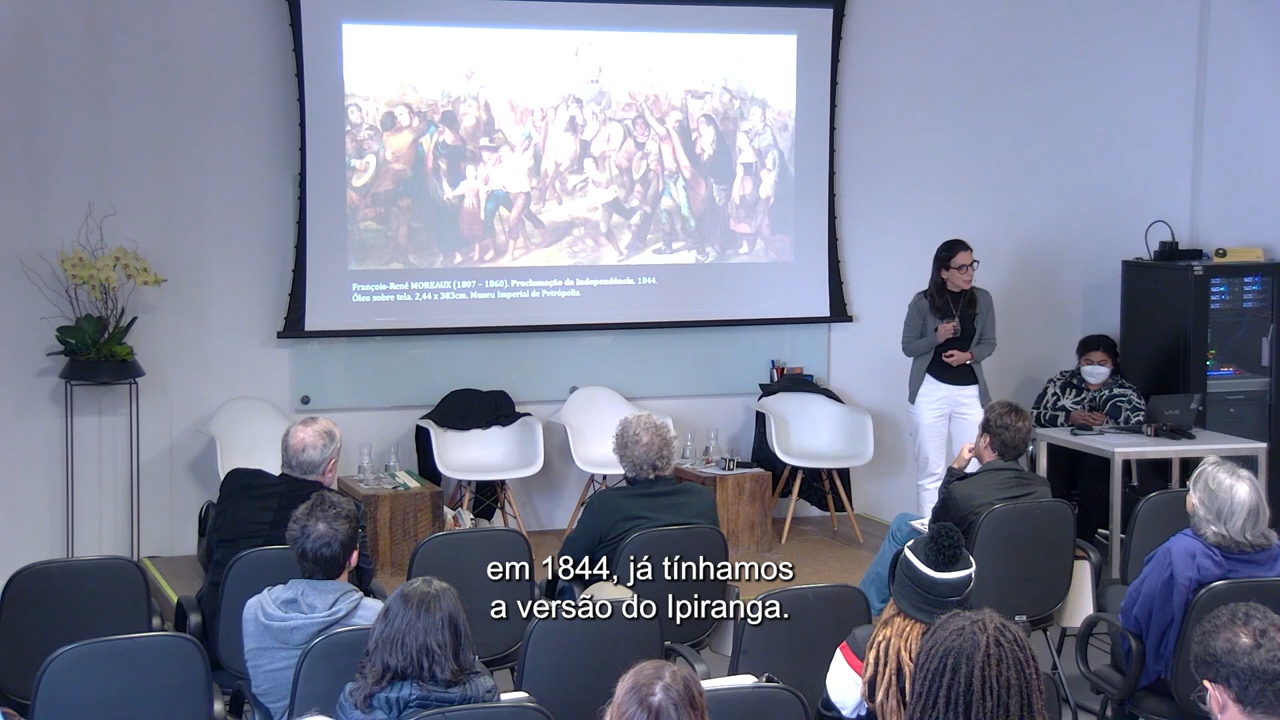 François-René MOREAUX (1807 – 1860). Proclamação da Independência. 1844.
Óleo sobre tela. 2,44 x 383cm. Museu Imperial de Petrópolis.
VAIO
em 1844, já tínhamos
a versão do Ipiranga.